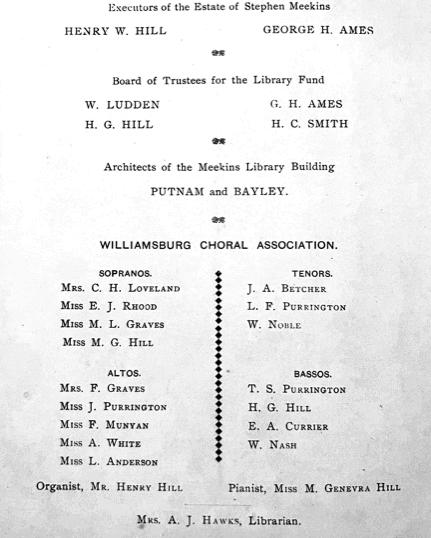 Executors of the Estate of Stephen Meekins
HENRY W. HILL GEORGE H. AMES
Board of Trustees for the Library Fund
W. LUDDEN G. H. AMES
H. G. HILL H. C. SMITH
Architects of the Meekins Library Building
PUTNAM and BAYLEY.
WILLIAMSBURG CHORAL ASSOCIATION.
SOPRANOS.
MRS. C. H. LOVELAND
MISS E. J. RHOOD
MISS M. L. GRAVES
MISS M. G. HILL
ALTOS.
MRS. F. GRAVES
MISS J. PURRINGTON
MISS F. MUNYAN
MISS A. WHITE
MISS L. ANDERSON
TENORS.
J. A. BETCHER
L. F. PURRINGTON
W. NOBLE
BASSOS.
T. S. PURRINGTON
H. G. HILL
E. A. CURRIER
W. NASH
Organist, MR. HENRY HILL Pianist, MISS M. GENEVRA HILL
MRS. A. J. HAWKS, Librarian.